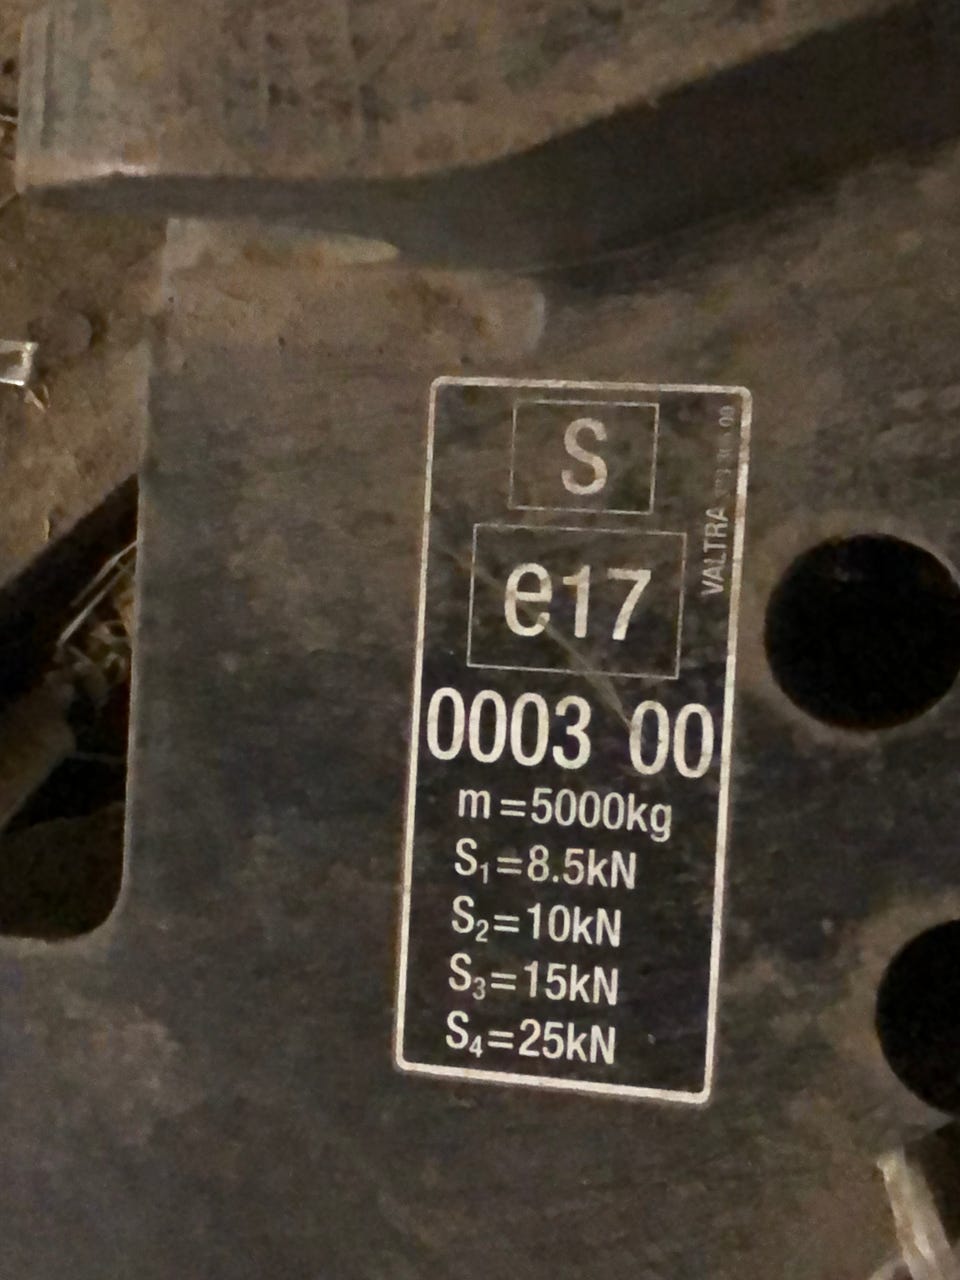 S
e17
0003 00
m=5000kg
S₁=8.5kN
S₂=10kN
S₃=15kN
S₄=25kN
VALTRA